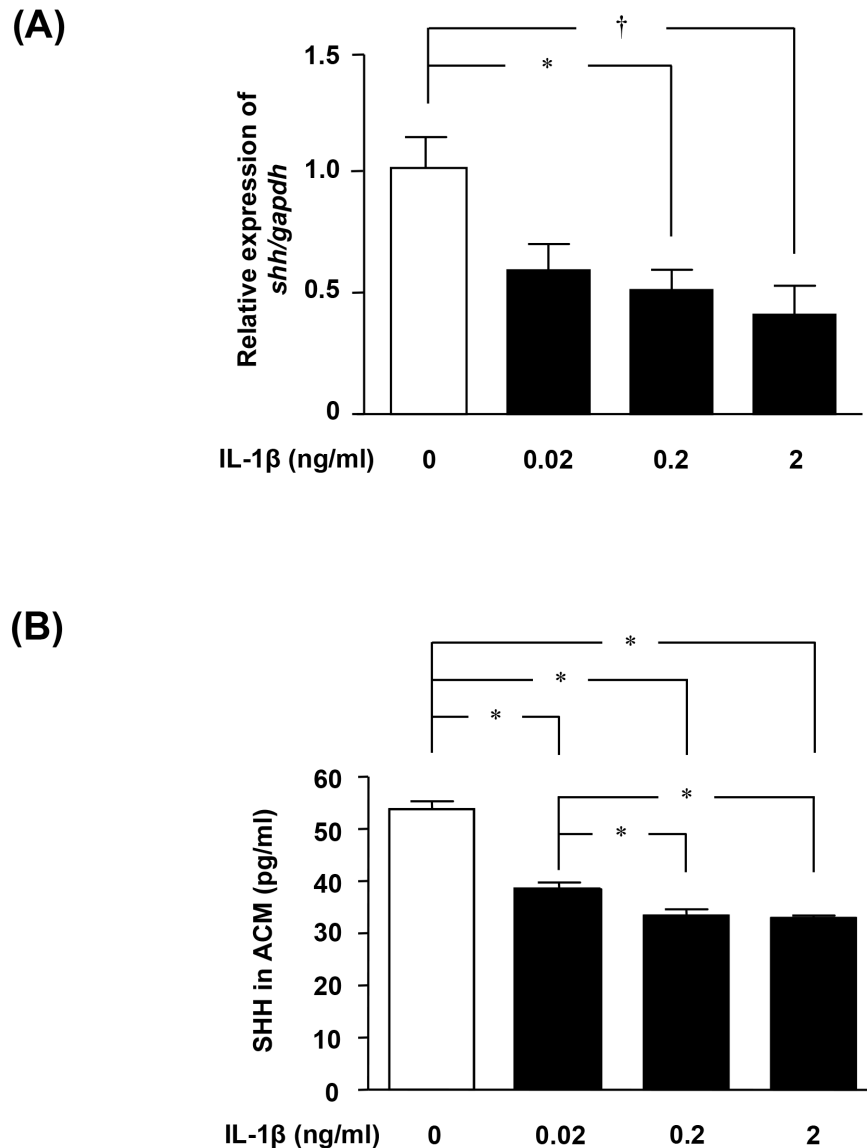 (A)
†
*
1.5
1.0
0.5
0
Relative expression of
shh/gapdh
IL-1β (ng/ml) 0 0.02 0.2 2
(B)
*
*
*
*
*
60
50
40
30
20
10
0
SHH in ACM (pg/ml)
IL-1β (ng/ml) 0 0.02 0.2 2